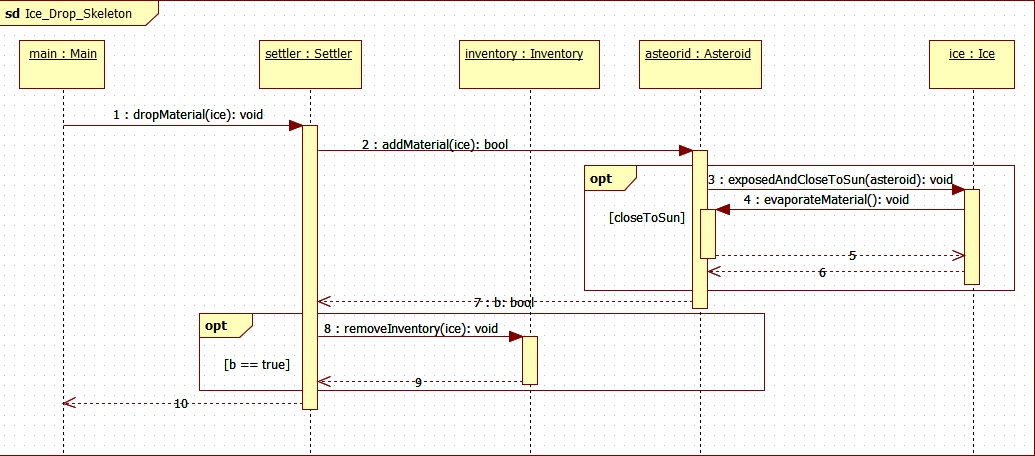 sd Ice_Drop_Skeleton
main : Main
settler : Settler
inventory : Inventory
asteorid : Asteroid
ice : Ice
1 : dropMaterial(ice): void
2 : addMaterial(ice): bool
opt
3 : exposedAndCloseToSun(asteroid): void
4 : evaporateMaterial(): void
[closeToSun]
5
6
7 : b: bool
opt
8 : removeInventory(ice): void
[b == true]
9
10